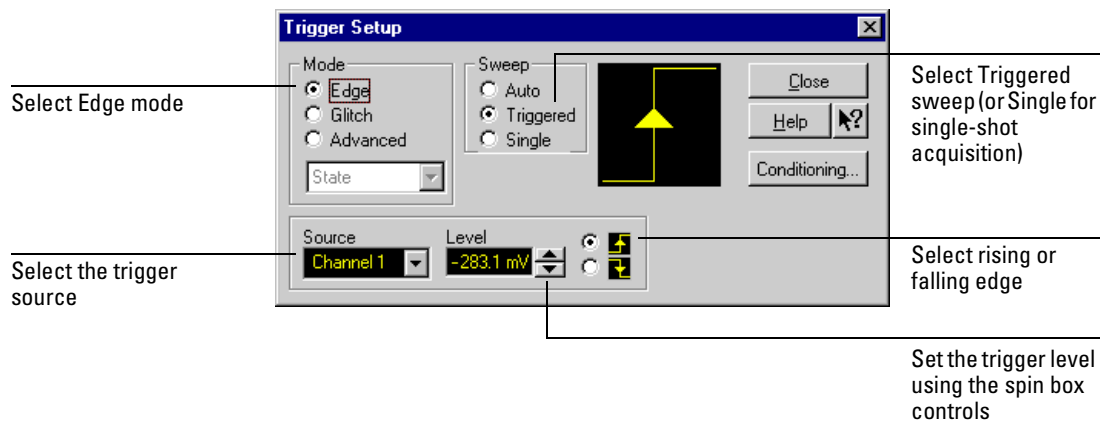 Trigger Setup
Mode
Edge
Glitch
Advanced
State
Sweep
Auto
Triggered
Single
Close
Help
?
Conditioning...
Source
Channel 1
Level
-283.1 mV
Select Edge mode
Select the trigger
source
Select Triggered
sweep (or Single for
single-shot
acquisition)
Select rising or
falling edge
Set the trigger level
using the spin box
controls